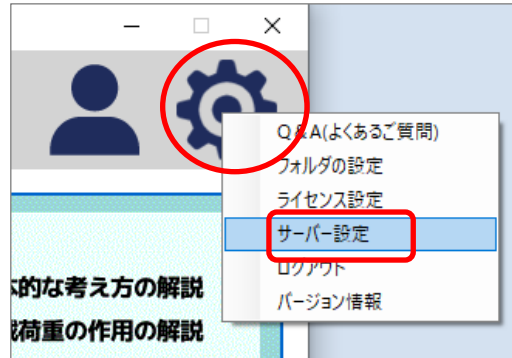 Q&A(よくあるご質問)
フォルダの設定
ライセンス設定
サーバー設定
ログアウト
バージョン情報
的な考え方の解説
荷重の作用の解説